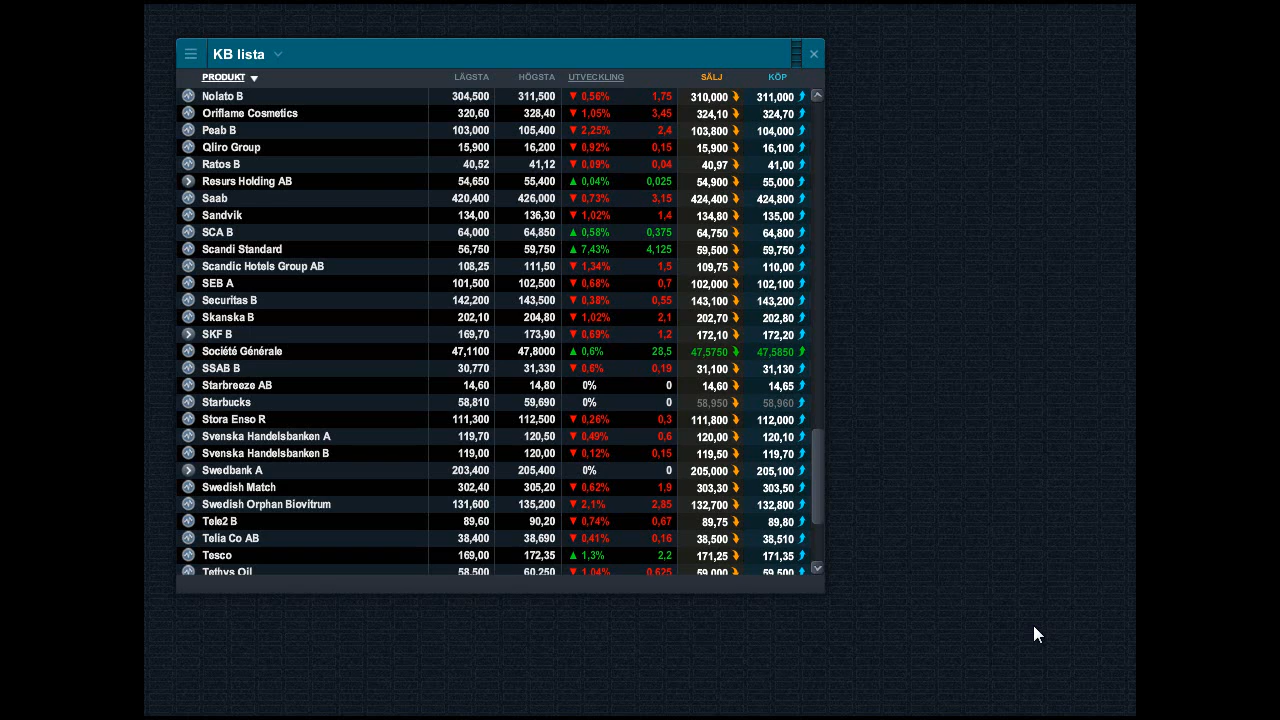 KB lista
PRODUKT LÄGSTA HÖGSTA UTVECKLING SÄLJ KÖP
Nolato B 304,500 311,500 0,56% 1,75 310,000 311,000
Oriflame Cosmetics 320,60 328,40 1,05% 3,45 324,10 324,70
Peab B 103,000 105,400 2,25% 2,4 103,800 104,000
Qliro Group 15,900 16,200 0,92% 0,15 15,900 16,100
Ratos B 40,52 41,12 0,09% 0,04 40,97 41,00
Resurs Holding AB 54,650 55,400 0,04% 0,025 54,900 55,000
Saab 420,400 426,000 0,73% 3,15 424,400 424,800
Sandvik 134,00 136,30 1,02% 1,4 134,80 135,00
SCA B 64,000 64,850 0,58% 0,375 64,750 64,800
Scandi Standard 56,750 59,750 7,43% 4,125 59,500 59,750
Scandic Hotels Group AB 108,25 111,50 1,34% 1,5 109,75 110,00
SEB A 101,500 102,500 0,68% 0,7 102,000 102,100
Securitas B 142,200 143,500 0,38% 0,55 143,100 143,200
Skanska B 202,10 204,80 1,02% 2,1 202,70 202,80
SKF B 169,70 173,90 0,69% 1,2 172,10 172,20
Société Générale 47,1100 47,8000 0,6% 28,5 47,5750 47,5850
SSAB B 30,770 31,330 0,6% 0,19 31,100 31,130
Starbreeze AB 14,60 14,80 0% 0 14,60 14,65
Starbucks 58,810 59,690 0% 0 58,950 58,960
Stora Enso R 111,300 112,500 0,26% 0,3 111,800 112,000
Svenska Handelsbanken A 119,70 120,50 0,49% 0,6 120,00 120,10
Svenska Handelsbanken B 119,00 120,00 0,12% 0,15 119,50 119,70
Swedbank A 203,400 205,400 0% 0 205,000 205,100
Swedish Match 302,40 305,20 0,62% 1,9 303,30 303,50
Swedish Orphan Biovitrum 131,600 135,200 2,1% 2,85 132,700 132,800
Tele2 B 89,60 90,20 0,74% 0,67 89,75 89,80
Telia Co AB 38,400 38,690 0,41% 0,16 38,500 38,510
Tesco 169,00 172,35 1,3% 2,2 171,25 171,35
Tethys Oil 58,500 60,250 1,04% 0,625 59,000 59,500